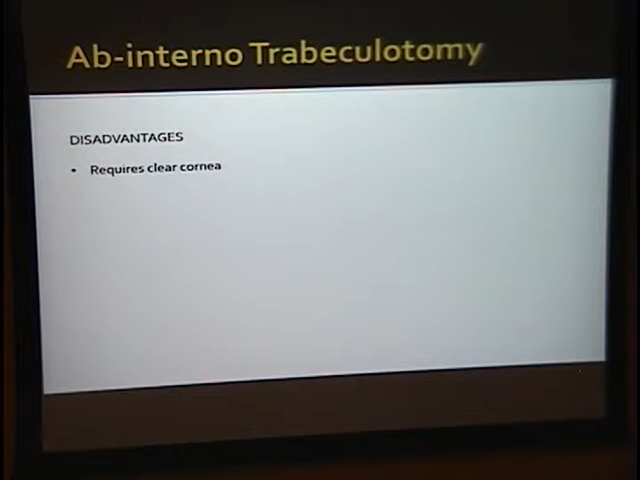 Ab-interno Trabeculotomy
DISADVANTAGES
• Requires clear cornea